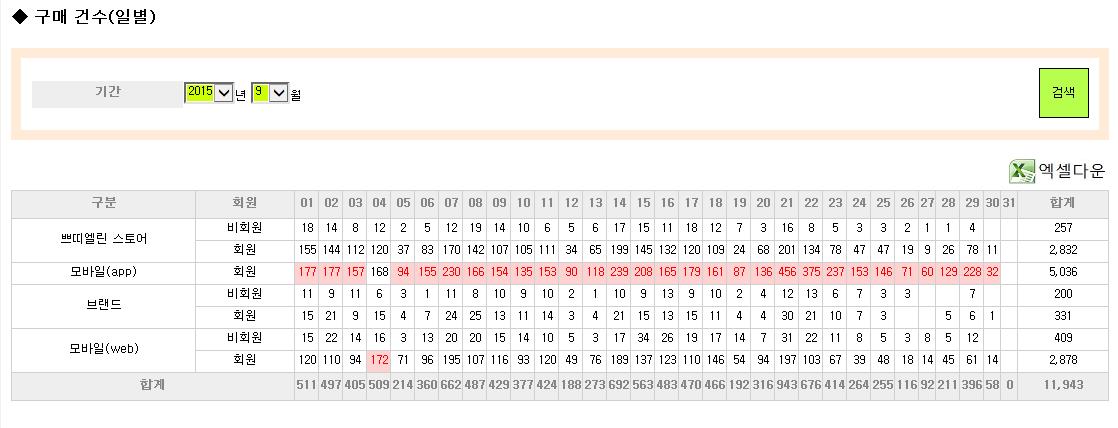 ◆ 구매 건수(일별)
기간 2015 년 9 월 검색
엑셀다운
구분 회원 01 02 03 04 05 06 07 08 09 10 11 12 13 14 15 16 17 18 19 20 21 22 23 24 25 26 27 28 29 30 31 합계
쁘띠엘린 스토어 비회원 18 14 8 12 2 5 12 19 14 10 6 5 6 17 15 11 18 12 7 3 16 8 5 3 3 2 1 1 4 257
회원 155 144 112 120 37 83 170 142 107 105 111 34 65 199 145 132 120 109 24 68 201 134 78 47 47 19 9 26 78 11 2,832
모바일(app) 회원 177 177 157 168 94 155 230 166 154 135 153 90 118 239 208 165 179 161 87 136 456 375 237 153 146 71 60 129 228 32 5,036
브랜드 비회원 11 9 11 6 3 1 11 8 10 9 10 2 1 10 9 13 9 10 2 4 12 13 6 7 3 3 7 200
회원 15 21 9 15 4 7 24 25 13 11 14 3 4 21 15 13 15 11 4 4 30 21 10 7 3 5 6 1 331
모바일(web) 비회원 15 22 14 16 3 13 20 20 15 14 10 5 3 17 34 26 19 17 14 7 31 22 11 8 5 3 8 5 12 409
회원 120 110 94 172 71 96 195 107 116 93 120 49 76 189 137 123 110 146 54 94 197 103 67 39 48 18 14 45 61 14 2,878
합계 511 497 405 509 214 360 662 487 429 377 424 188 273 692 563 483 470 466 192 316 943 676 414 264 255 116 92 211 396 58 0 11,943